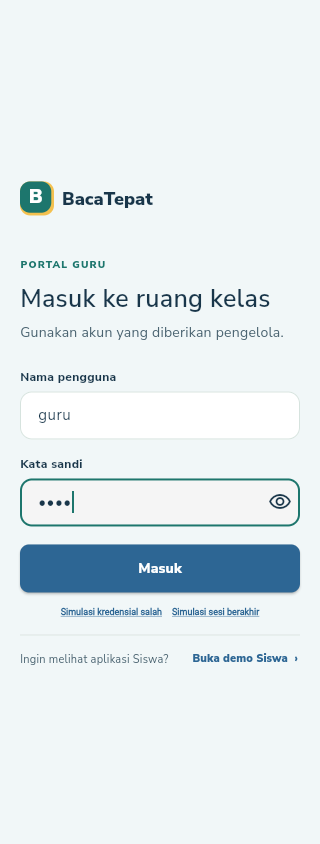 B BacaTepat
PORTAL GURU
Masuk ke ruang kelas
Gunakan akun yang diberikan pengelola.
Nama pengguna
guru
Kata sandi
••••
Masuk
Simulasi kredensial salah Simulasi sesi berakhir
Ingin melihat aplikasi Siswa? Buka demo Siswa ›